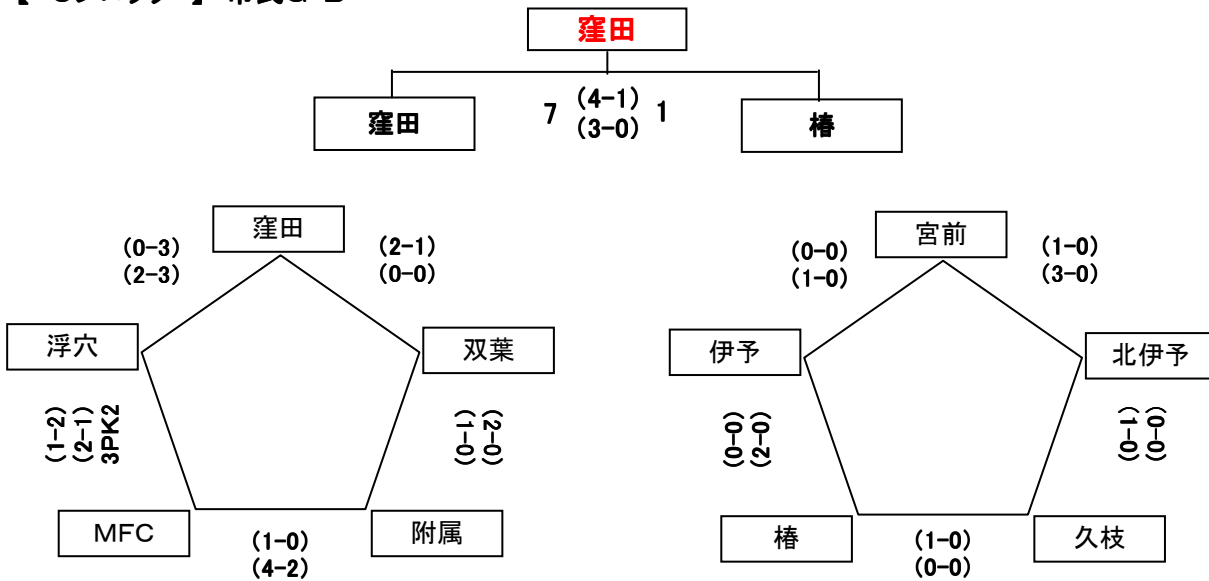 窪田
窪田
7
(4-1)
(3-0)
1
椿
窪田
(0-3)
(2-3)
(2-1)
(0-0)
浮穴
双葉
(1-2)
(2-1)
3PK2
(2-0)
(1-0)
MFC
附属
(1-0)
(4-2)
宮前
(0-0)
(1-0)
(1-0)
(3-0)
伊予
北伊予
(2-0)
(0-0)
(0-0)
(1-0)
椿
久枝
(1-0)
(0-0)